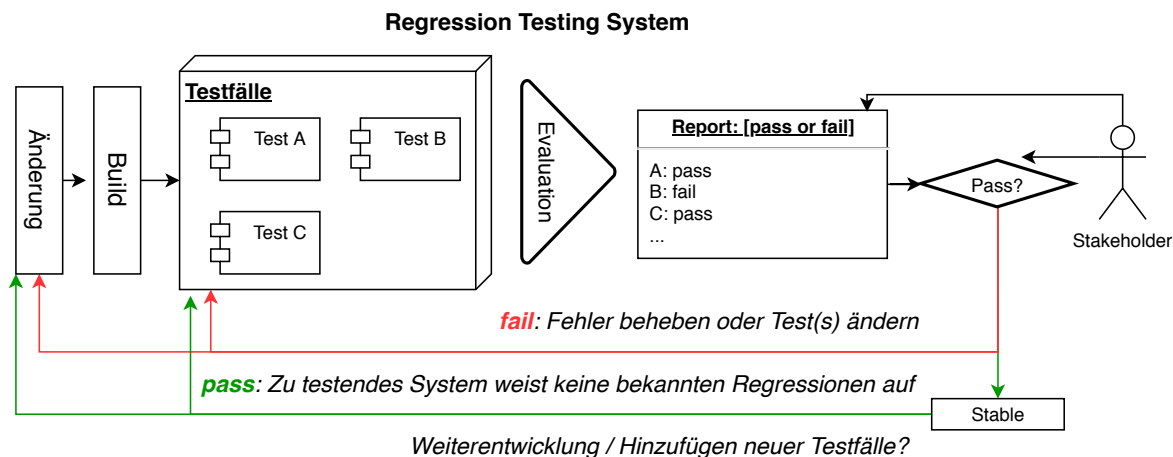 Regression Testing System
Änderung
Build
Testfälle
Test A
Test B
Test C
Evaluation
Report: [pass or fail]
A: pass
B: fail
C: pass
...
Pass?
Stakeholder
fail: Fehler beheben oder Test(s) ändern
pass: Zu testendes System weist keine bekannten Regressionen auf
Stable
Weiterentwicklung / Hinzufügen neuer Testfälle?